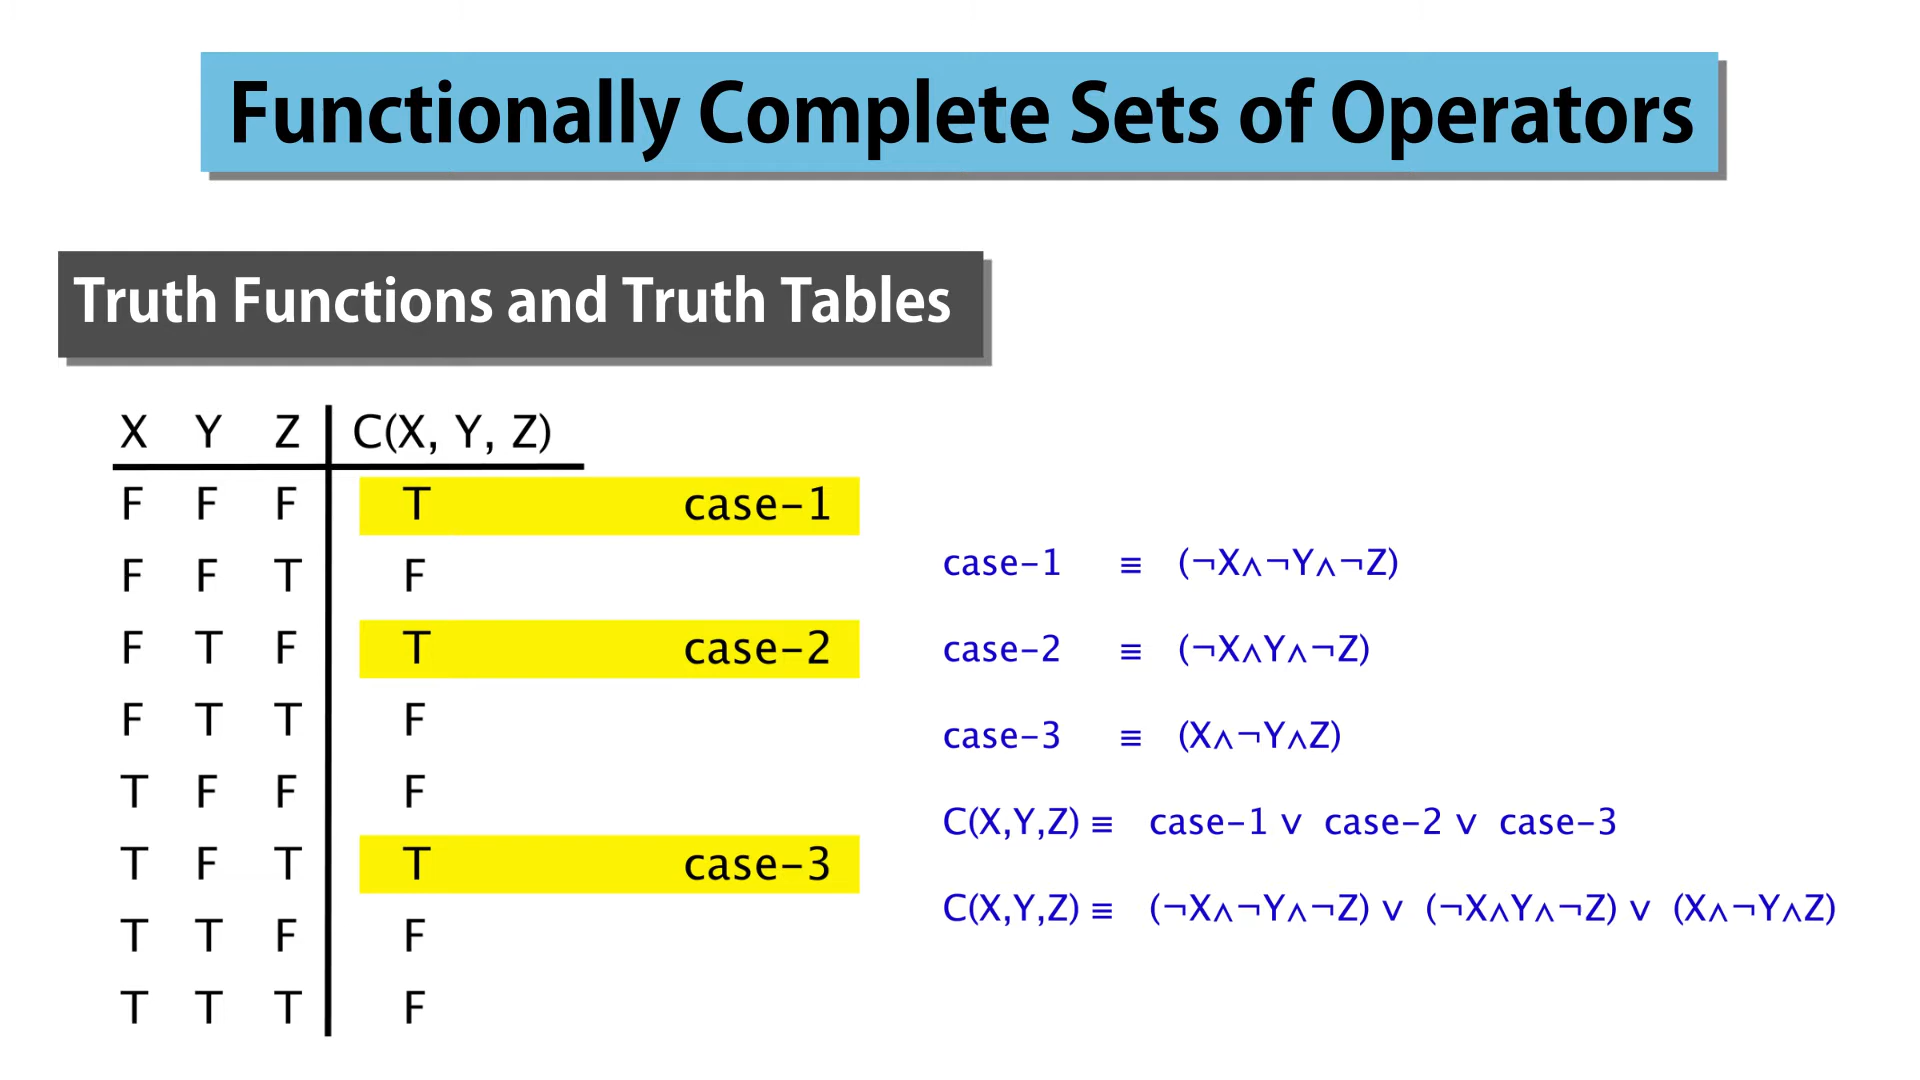 Functionally Complete Sets of Operators
Truth Functions and Truth Tables
X Y Z C(X, Y, Z)
F F F T case-1
F F T F
F T F T case-2
F T T F
T F F F
T F T T case-3
T T F F
T T T F
case-1 ≡ (¬X∧¬Y∧¬Z)
case-2 ≡ (¬X∧Y∧¬Z)
case-3 ≡ (X∧¬Y∧Z)
C(X,Y,Z) ≡ case-1 ∨ case-2 ∨ case-3
C(X,Y,Z) ≡ (¬X∧¬Y∧¬Z) ∨ (¬X∧Y∧¬Z) ∨ (X∧¬Y∧Z)